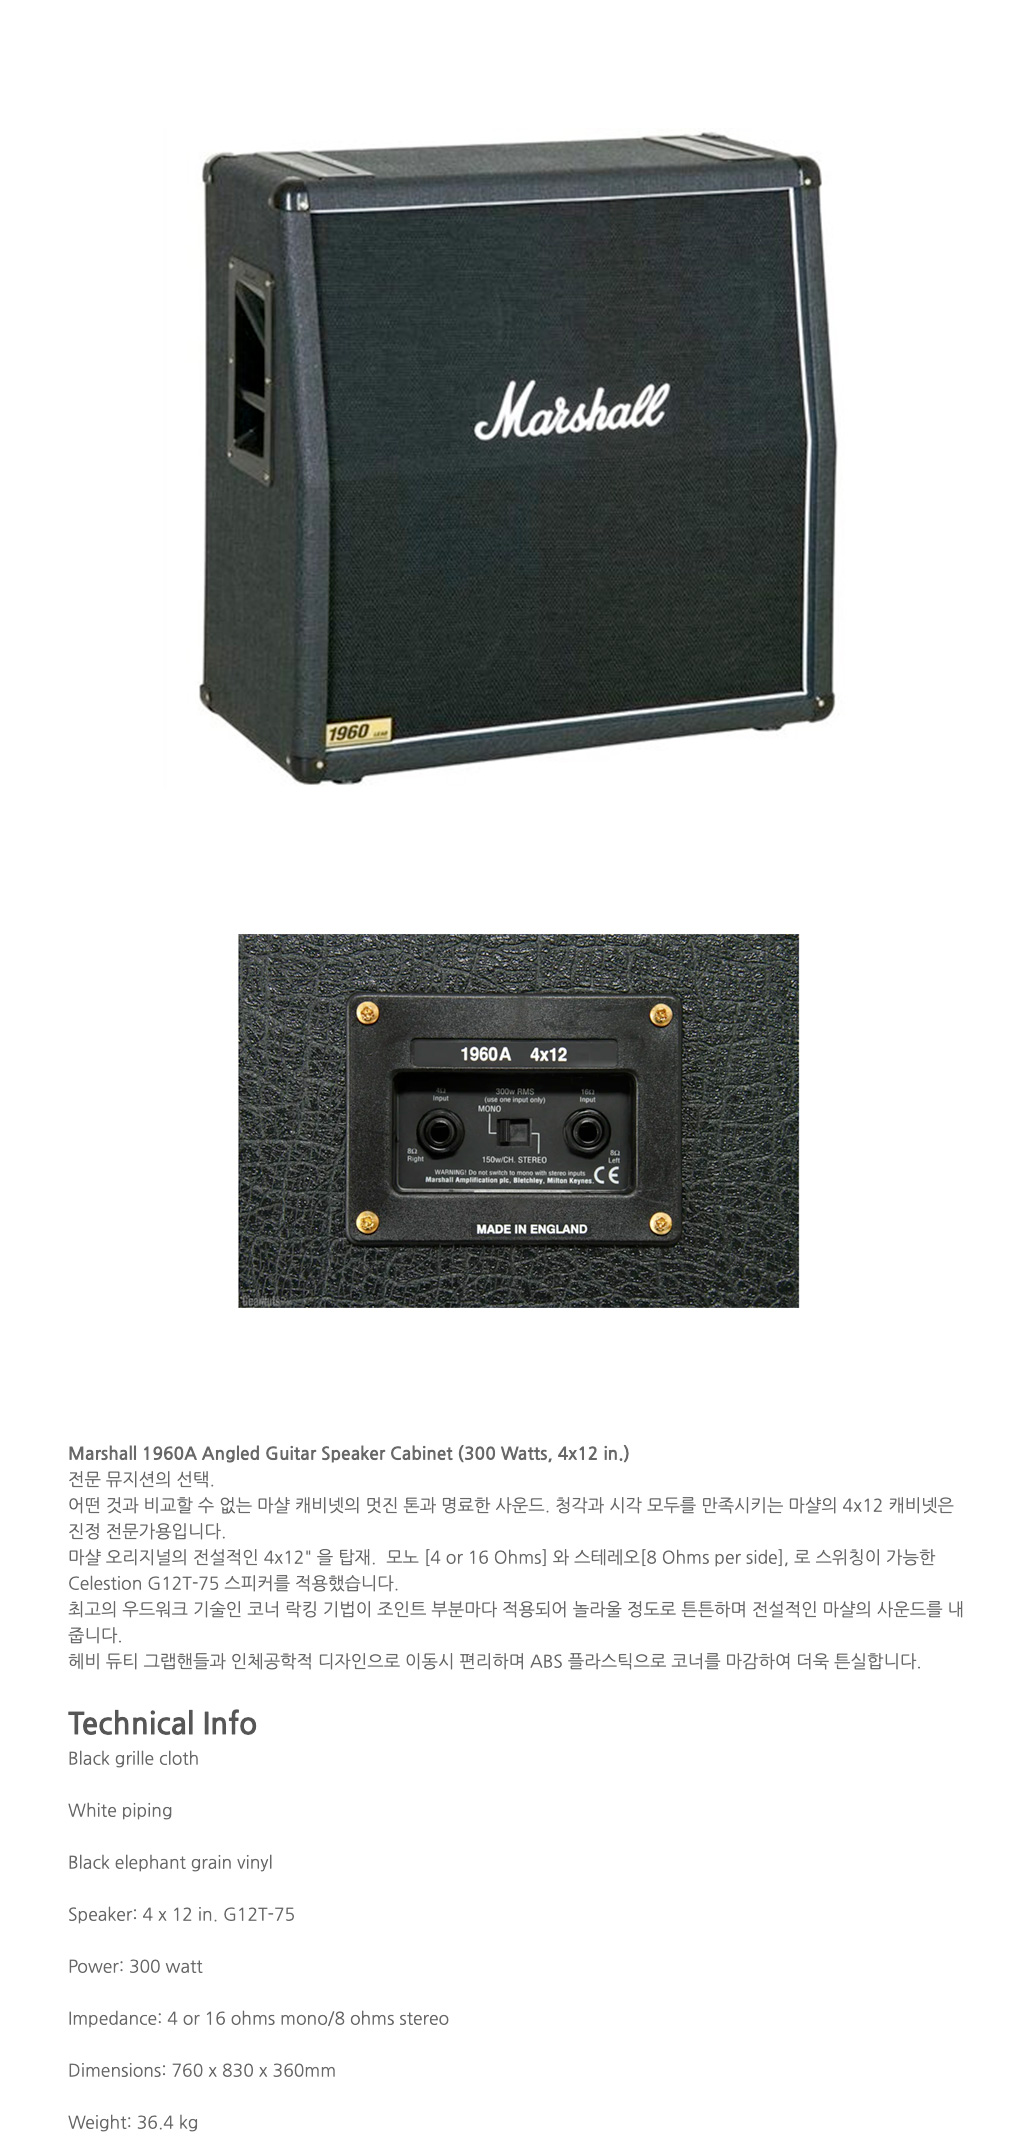 Marshall
1960 LEAD
1960A 4x12
4Ω
Input
300w RMS
(use one input only)
16Ω
Input
MONO
8Ω
Right
150w/CH. STEREO
8Ω
Left
WARNING! Do not switch to mono with stereo inputs
Marshall Amplification plc, Bletchley, Milton Keynes.
CE
MADE IN ENGLAND
Marshall 1960A Angled Guitar Speaker Cabinet (300 Watts, 4x12 in.)
전문 뮤지션의 선택.
어떤 것과 비교할 수 없는 마샬 캐비넷의 멋진 톤과 명료한 사운드. 청각과 시각 모두를 만족시키는 마샬의 4x12 캐비넷은
진정 전문가용입니다.
마샬 오리지널의 전설적인 4x12" 을 탑재.  모노 [4 or 16 Ohms] 와 스테레오[8 Ohms per side], 로 스위칭이 가능한
Celestion G12T-75 스피커를 적용했습니다.
최고의 우드워크 기술인 코너 락킹 기법이 조인트 부분마다 적용되어 놀라울 정도로 튼튼하며 전설적인 마샬의 사운드를 내
줍니다.
헤비 듀티 그랩핸들과 인체공학적 디자인으로 이동시 편리하며 ABS 플라스틱으로 코너를 마감하여 더욱 튼실합니다.
Technical Info
Black grille cloth
White piping
Black elephant grain vinyl
Speaker: 4 x 12 in. G12T-75
Power: 300 watt
Impedance: 4 or 16 ohms mono/8 ohms stereo
Dimensions: 760 x 830 x 360mm
Weight: 36.4 kg